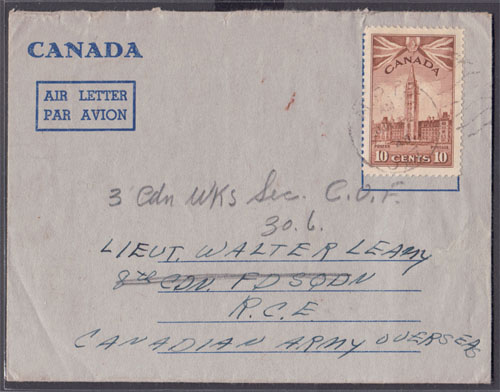 CANADA
AIR LETTER
PAR AVION
CANADA
POSTES POSTAGE
10 CENTS 10
3 Cdn WKS Sec. C.O.F.
30.6.
LIEUT. WALTER LEAMY
8TH CDN. FD SQDN
R.C.E
CANADIAN ARMY OVERSEAS